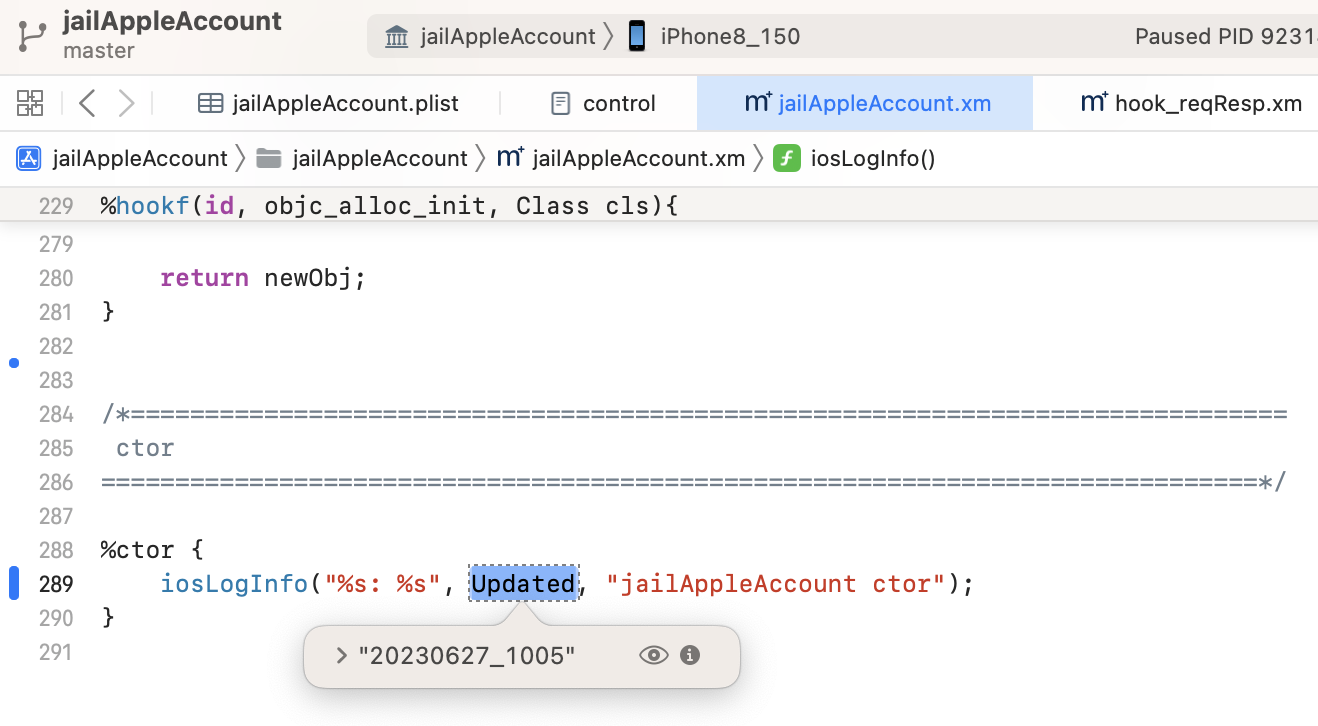 jailAppleAccount
master
jailAppleAccount iPhone8_150 Paused PID 9231
jailAppleAccount.plist control jailAppleAccount.xm hook_reqResp.xm
jailAppleAccount jailAppleAccount jailAppleAccount.xm iosLogInfo()
229 %hookf(id, objc_alloc_init, Class cls){
279
280 return newObj;
281 }
282
283
284 /*==============================================================================
285 ctor
286 ==============================================================================*/
287
288 %ctor {
289 iosLogInfo("%s: %s", Updated, "jailAppleAccount ctor");
290 }
291
"20230627_1005"